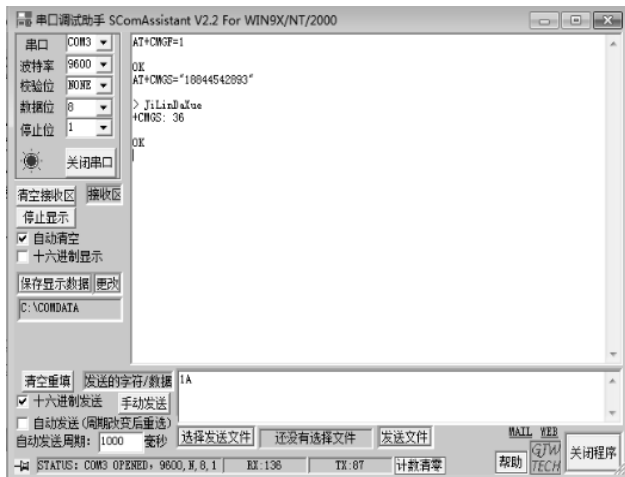 串口调试助手 SComAssistant V2.2 For WIN9X/NT/2000
串口 COM3
波特率 9600
校验位 NONE
数据位 8
停止位 1
关闭串口
清空接收区 接收区
停止显示
自动清空
十六进制显示
保存显示数据 更改
C:\COMDATA
AT+CMGF=1
OK
AT+CMGS="18844542893"
> JiLinDaXue
+CMGS: 36
OK
清空重填 发送的字符/数据 1A
十六进制发送 手动发送
自动发送(周期改变后重选)
自动发送周期: 1000 毫秒 选择发送文件 还没有选择文件 发送文件
MAIL WEB
GJW
TECH
关闭程序
STATUS: COM3 OPENED, 9600,N,8,1 RX:136 TX:87 计数清零 帮助